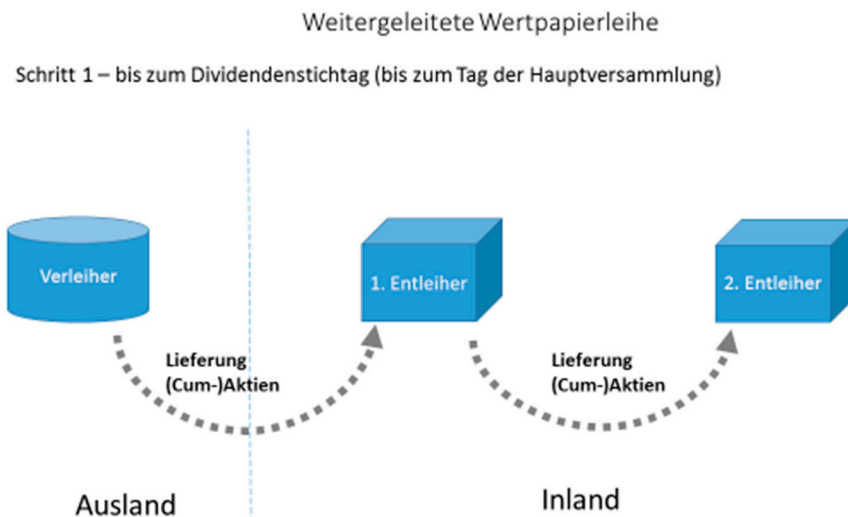 Weitergeleitete Wertpapierleihe
Schritt 1 – bis zum Dividendenstichtag (bis zum Tag der Hauptversammlung)
Verleiher
1. Entleiher
2. Entleiher
Lieferung
(Cum-)Aktien
Lieferung
(Cum-)Aktien
Ausland
Inland